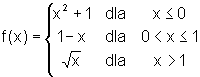 x² + 1 dla x ≤ 0
f(x) = { 1 − x dla 0 < x ≤ 1
√x dla x > 1